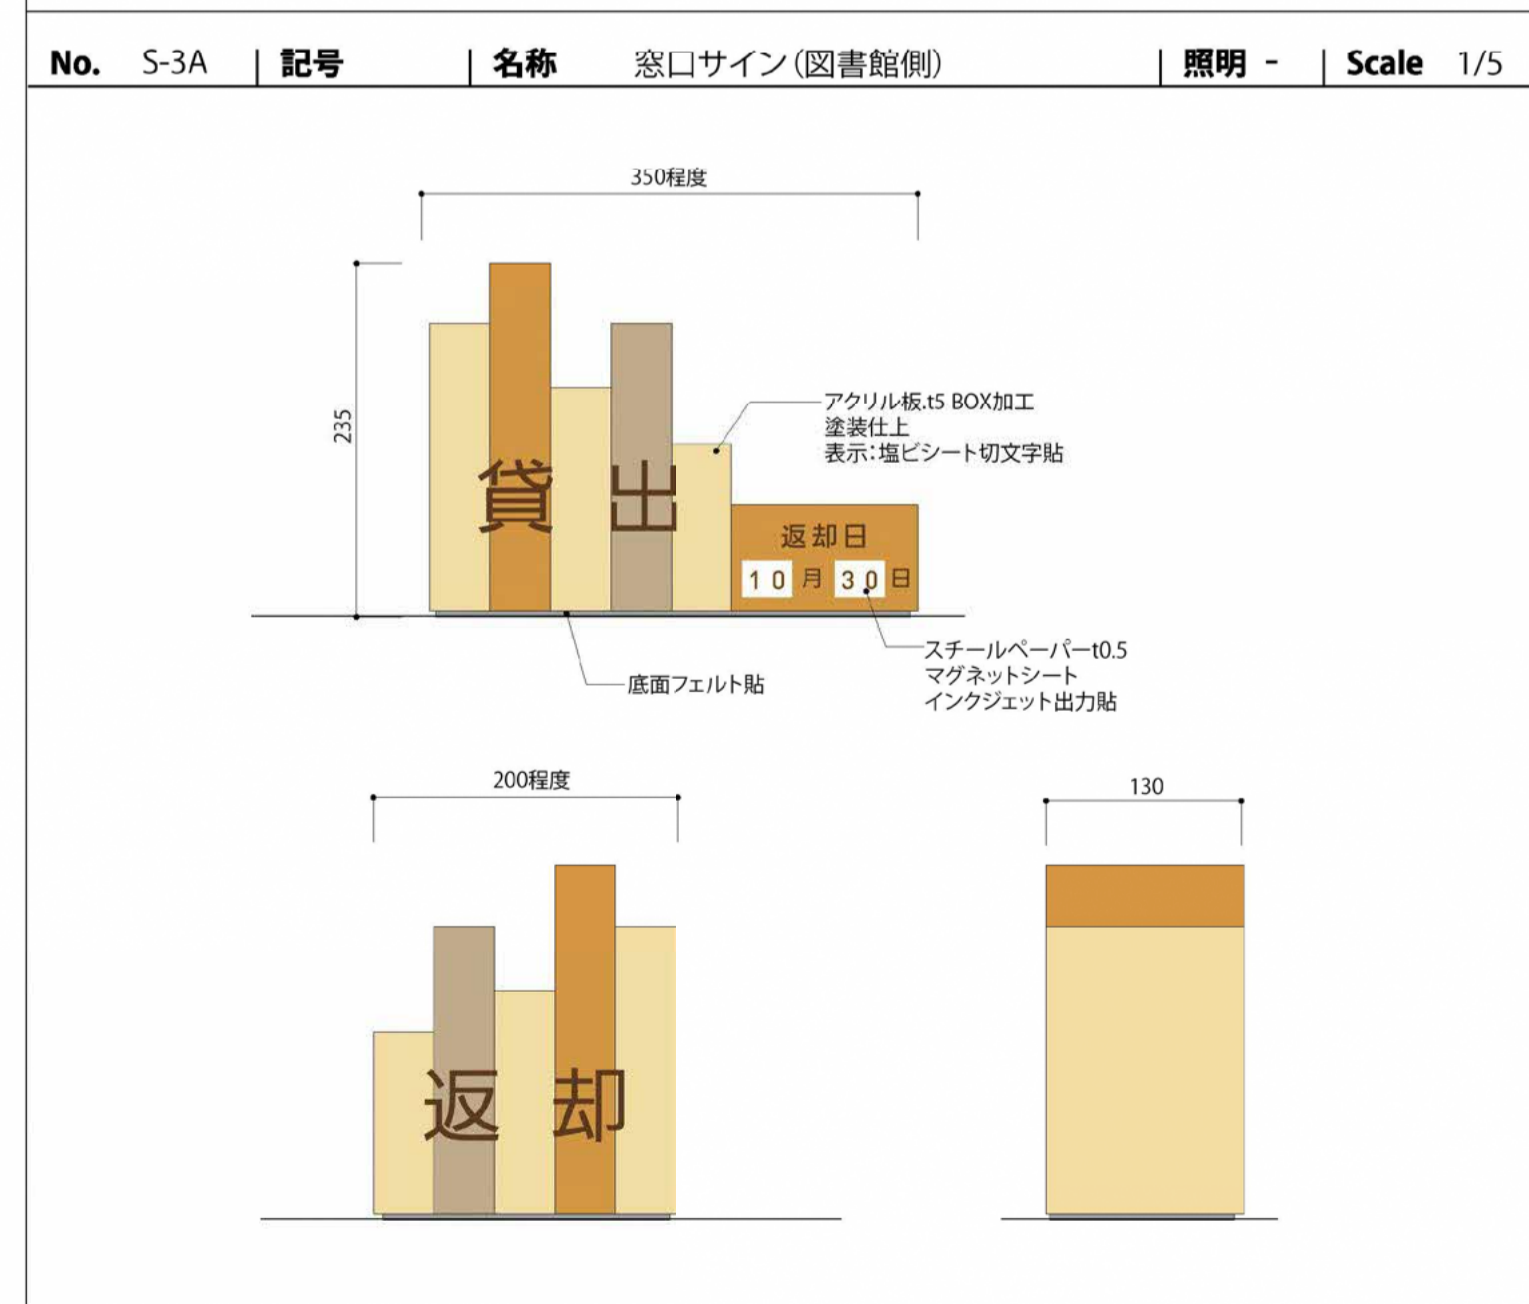 No. S-3A 記号 名称 窓口サイン(図書館側) 照明 - Scale 1/5
350程度
235
アクリル板.t5 BOX加工
塗装仕上
表示:塩ビシート切文字貼
貸出
返却日
10月30日
スチールペーパーt0.5
マグネットシート
インクジェット出力貼
底面フェルト貼
200程度
130
返却